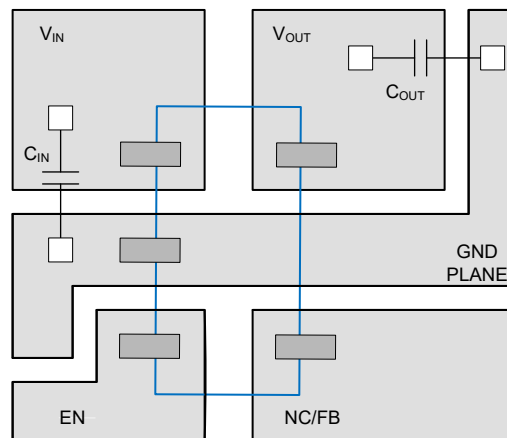 VIN
VOUT
COUT
CIN
GND
PLANE
EN
NC/FB